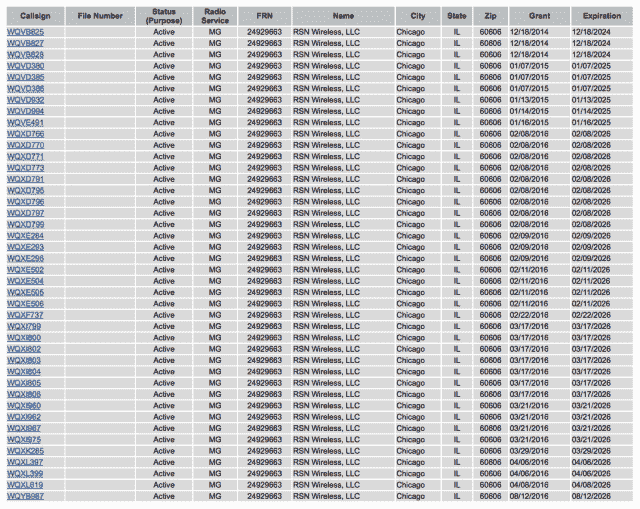 Callsign File Number Status (Purpose) Radio Service FRN Name City State Zip Grant Expiration
WQVB825 Active MG 24929663 RSN Wireless, LLC Chicago IL 60606 12/18/2014 12/18/2024
WQVB827 Active MG 24929663 RSN Wireless, LLC Chicago IL 60606 12/18/2014 12/18/2024
WQVB828 Active MG 24929663 RSN Wireless, LLC Chicago IL 60606 12/18/2014 12/18/2024
WQVD380 Active MG 24929663 RSN Wireless, LLC Chicago IL 60606 01/07/2015 01/07/2025
WQVD385 Active MG 24929663 RSN Wireless, LLC Chicago IL 60606 01/07/2015 01/07/2025
WQVD386 Active MG 24929663 RSN Wireless, LLC Chicago IL 60606 01/07/2015 01/07/2025
WQVD932 Active MG 24929663 RSN Wireless, LLC Chicago IL 60606 01/13/2015 01/13/2025
WQVD994 Active MG 24929663 RSN Wireless, LLC Chicago IL 60606 01/14/2015 01/14/2025
WQVE491 Active MG 24929663 RSN Wireless, LLC Chicago IL 60606 01/16/2015 01/16/2025
WQXD766 Active MG 24929663 RSN Wireless, LLC Chicago IL 60606 02/08/2016 02/08/2026
WQXD770 Active MG 24929663 RSN Wireless, LLC Chicago IL 60606 02/08/2016 02/08/2026
WQXD771 Active MG 24929663 RSN Wireless, LLC Chicago IL 60606 02/08/2016 02/08/2026
WQXD773 Active MG 24929663 RSN Wireless, LLC Chicago IL 60606 02/08/2016 02/08/2026
WQXD791 Active MG 24929663 RSN Wireless, LLC Chicago IL 60606 02/08/2016 02/08/2026
WQXD795 Active MG 24929663 RSN Wireless, LLC Chicago IL 60606 02/08/2016 02/08/2026
WQXD796 Active MG 24929663 RSN Wireless, LLC Chicago IL 60606 02/08/2016 02/08/2026
WQXD797 Active MG 24929663 RSN Wireless, LLC Chicago IL 60606 02/08/2016 02/08/2026
WQXD799 Active MG 24929663 RSN Wireless, LLC Chicago IL 60606 02/08/2016 02/08/2026
WQXE284 Active MG 24929663 RSN Wireless, LLC Chicago IL 60606 02/09/2016 02/09/2026
WQXE293 Active MG 24929663 RSN Wireless, LLC Chicago IL 60606 02/09/2016 02/09/2026
WQXE296 Active MG 24929663 RSN Wireless, LLC Chicago IL 60606 02/09/2016 02/09/2026
WQXE502 Active MG 24929663 RSN Wireless, LLC Chicago IL 60606 02/11/2016 02/11/2026
WQXE504 Active MG 24929663 RSN Wireless, LLC Chicago IL 60606 02/11/2016 02/11/2026
WQXE505 Active MG 24929663 RSN Wireless, LLC Chicago IL 60606 02/11/2016 02/11/2026
WQXE506 Active MG 24929663 RSN Wireless, LLC Chicago IL 60606 02/11/2016 02/11/2026
WQXF737 Active MG 24929663 RSN Wireless, LLC Chicago IL 60606 02/22/2016 02/22/2026
WQXI799 Active MG 24929663 RSN Wireless, LLC Chicago IL 60606 03/17/2016 03/17/2026
WQXI800 Active MG 24929663 RSN Wireless, LLC Chicago IL 60606 03/17/2016 03/17/2026
WQXI802 Active MG 24929663 RSN Wireless, LLC Chicago IL 60606 03/17/2016 03/17/2026
WQXI803 Active MG 24929663 RSN Wireless, LLC Chicago IL 60606 03/17/2016 03/17/2026
WQXI804 Active MG 24929663 RSN Wireless, LLC Chicago IL 60606 03/17/2016 03/17/2026
WQXI805 Active MG 24929663 RSN Wireless, LLC Chicago IL 60606 03/17/2016 03/17/2026
WQXI806 Active MG 24929663 RSN Wireless, LLC Chicago IL 60606 03/17/2016 03/17/2026
WQXI960 Active MG 24929663 RSN Wireless, LLC Chicago IL 60606 03/21/2016 03/21/2026
WQXI962 Active MG 24929663 RSN Wireless, LLC Chicago IL 60606 03/21/2016 03/21/2026
WQXI967 Active MG 24929663 RSN Wireless, LLC Chicago IL 60606 03/21/2016 03/21/2026
WQXI975 Active MG 24929663 RSN Wireless, LLC Chicago IL 60606 03/21/2016 03/21/2026
WQXK285 Active MG 24929663 RSN Wireless, LLC Chicago IL 60606 03/29/2016 03/29/2026
WQXL397 Active MG 24929663 RSN Wireless, LLC Chicago IL 60606 04/06/2016 04/06/2026
WQXL399 Active MG 24929663 RSN Wireless, LLC Chicago IL 60606 04/06/2016 04/06/2026
WQXL819 Active MG 24929663 RSN Wireless, LLC Chicago IL 60606 04/08/2016 04/08/2026
WQYB987 Active MG 24929663 RSN Wireless, LLC Chicago IL 60606 08/12/2016 08/12/2026